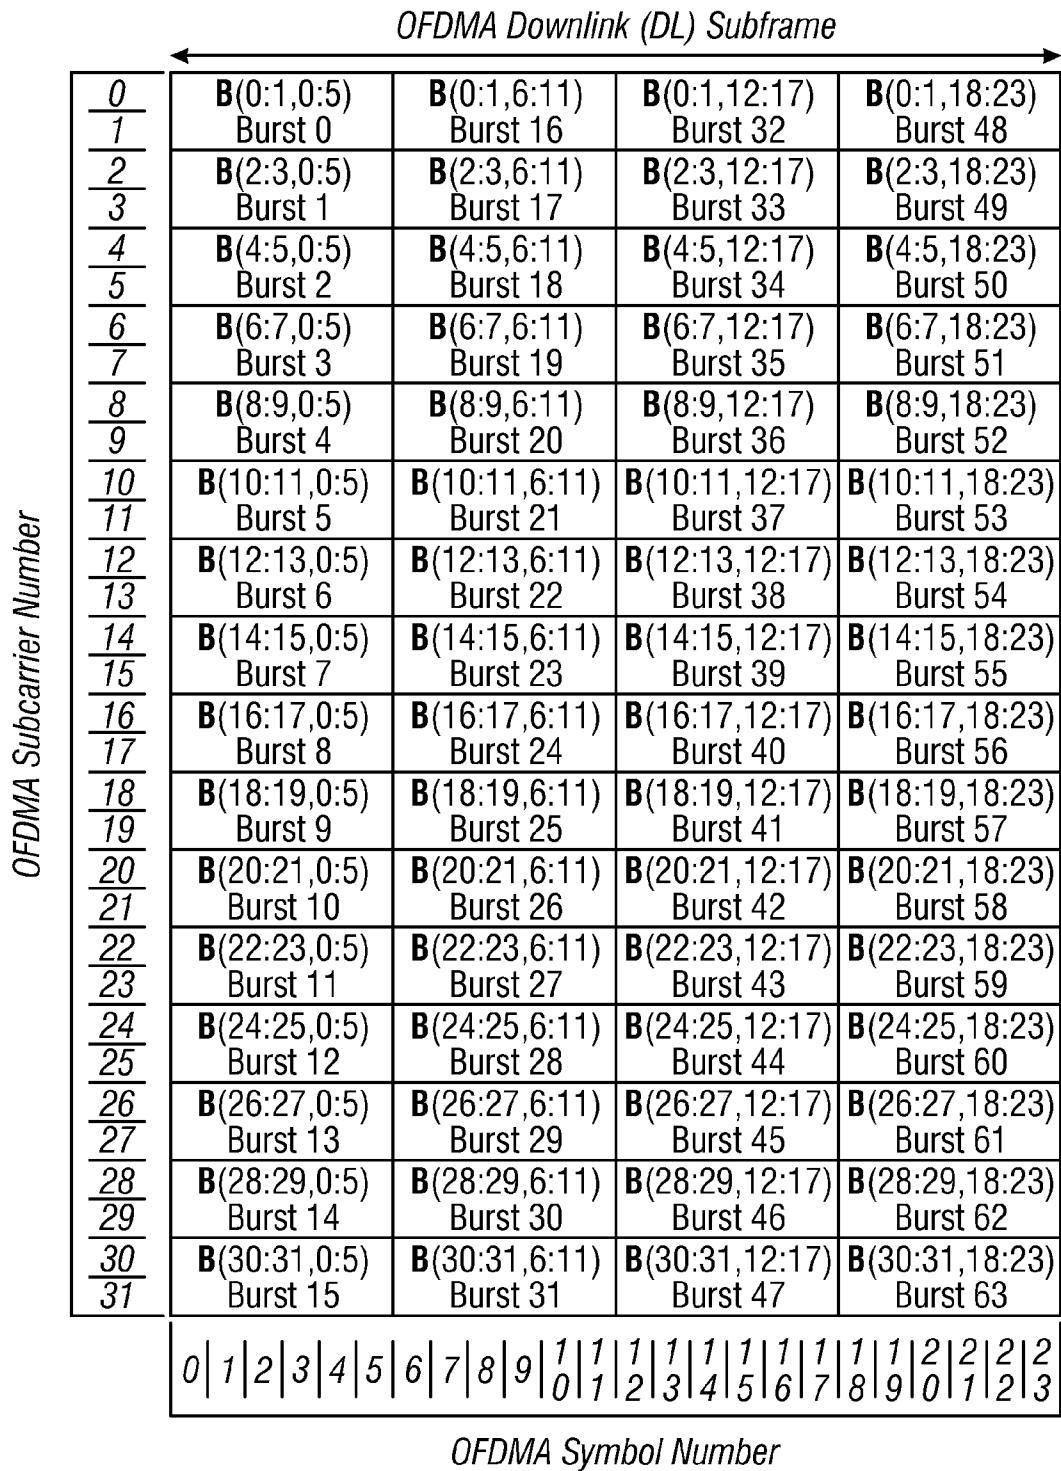 OFDMA Downlink (DL) Subframe
0 B(0:1,0:5) B(0:1,6:11) B(0:1,12:17) B(0:1,18:23)
1 Burst 0 Burst 16 Burst 32 Burst 48
2 B(2:3,0:5) B(2:3,6:11) B(2:3,12:17) B(2:3,18:23)
3 Burst 1 Burst 17 Burst 33 Burst 49
4 B(4:5,0:5) B(4:5,6:11) B(4:5,12:17) B(4:5,18:23)
5 Burst 2 Burst 18 Burst 34 Burst 50
6 B(6:7,0:5) B(6:7,6:11) B(6:7,12:17) B(6:7,18:23)
7 Burst 3 Burst 19 Burst 35 Burst 51
8 B(8:9,0:5) B(8:9,6:11) B(8:9,12:17) B(8:9,18:23)
9 Burst 4 Burst 20 Burst 36 Burst 52
10 B(10:11,0:5) B(10:11,6:11) B(10:11,12:17) B(10:11,18:23)
11 Burst 5 Burst 21 Burst 37 Burst 53
12 B(12:13,0:5) B(12:13,6:11) B(12:13,12:17) B(12:13,18:23)
13 Burst 6 Burst 22 Burst 38 Burst 54
14 B(14:15,0:5) B(14:15,6:11) B(14:15,12:17) B(14:15,18:23)
15 Burst 7 Burst 23 Burst 39 Burst 55
16 B(16:17,0:5) B(16:17,6:11) B(16:17,12:17) B(16:17,18:23)
17 Burst 8 Burst 24 Burst 40 Burst 56
18 B(18:19,0:5) B(18:19,6:11) B(18:19,12:17) B(18:19,18:23)
19 Burst 9 Burst 25 Burst 41 Burst 57
20 B(20:21,0:5) B(20:21,6:11) B(20:21,12:17) B(20:21,18:23)
21 Burst 10 Burst 26 Burst 42 Burst 58
22 B(22:23,0:5) B(22:23,6:11) B(22:23,12:17) B(22:23,18:23)
23 Burst 11 Burst 27 Burst 43 Burst 59
24 B(24:25,0:5) B(24:25,6:11) B(24:25,12:17) B(24:25,18:23)
25 Burst 12 Burst 28 Burst 44 Burst 60
26 B(26:27,0:5) B(26:27,6:11) B(26:27,12:17) B(26:27,18:23)
27 Burst 13 Burst 29 Burst 45 Burst 61
28 B(28:29,0:5) B(28:29,6:11) B(28:29,12:17) B(28:29,18:23)
29 Burst 14 Burst 30 Burst 46 Burst 62
30 B(30:31,0:5) B(30:31,6:11) B(30:31,12:17) B(30:31,18:23)
31 Burst 15 Burst 31 Burst 47 Burst 63
OFDMA Subcarrier Number
0 1 2 3 4 5 6 7 8 9 10 11 12 13 14 15 16 17 18 19 20 21 22 23
OFDMA Symbol Number